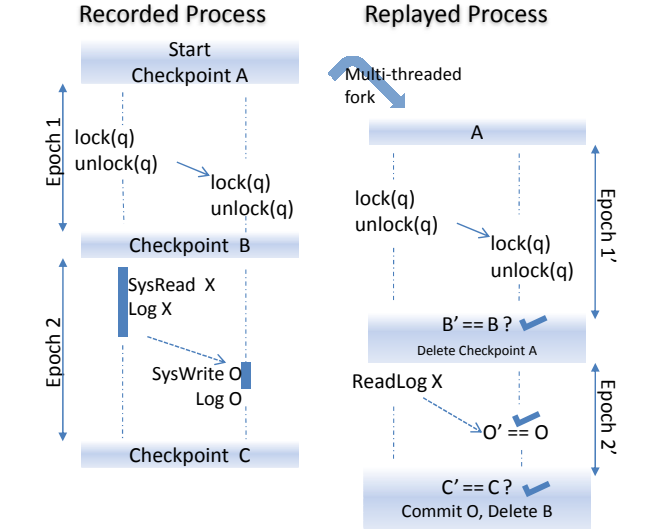 Recorded Process
Start
Checkpoint A
Epoch 1
lock(q)
unlock(q)
lock(q)
unlock(q)
Checkpoint B
Epoch 2
SysRead X
Log X
SysWrite O
Log O
Checkpoint C
Replayed Process
Multi-threaded
fork
A
lock(q)
unlock(q)
lock(q)
unlock(q)
Epoch 1’
B’ == B ?
Delete Checkpoint A
ReadLog X
O’ == O
Epoch 2’
C’ == C ?
Commit O, Delete B